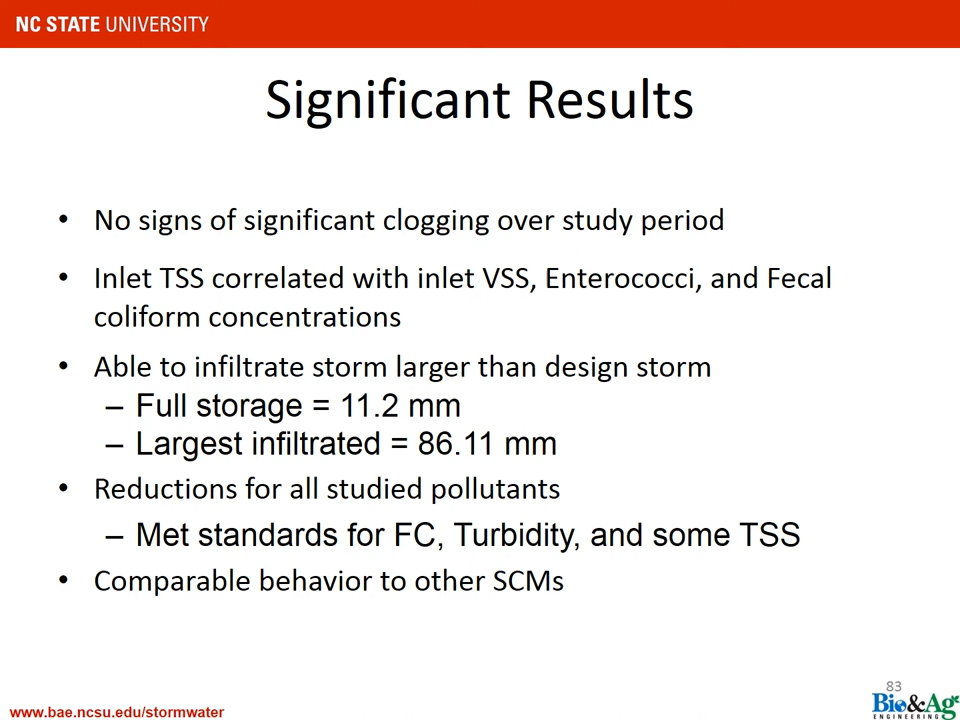 NC STATE UNIVERSITY
Significant Results
• No signs of significant clogging over study period
• Inlet TSS correlated with inlet VSS, Enterococci, and Fecal
coliform concentrations
• Able to infiltrate storm larger than design storm
– Full storage = 11.2 mm
– Largest infiltrated = 86.11 mm
• Reductions for all studied pollutants
– Met standards for FC, Turbidity, and some TSS
• Comparable behavior to other SCMs
83
www.bae.ncsu.edu/stormwater
Bio&Ag
ENGINEERING